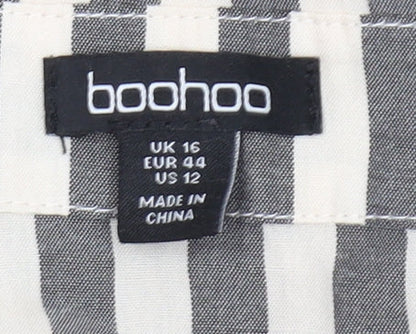 boohoo
UK 16
EUR 44
US 12
MADE IN
CHINA